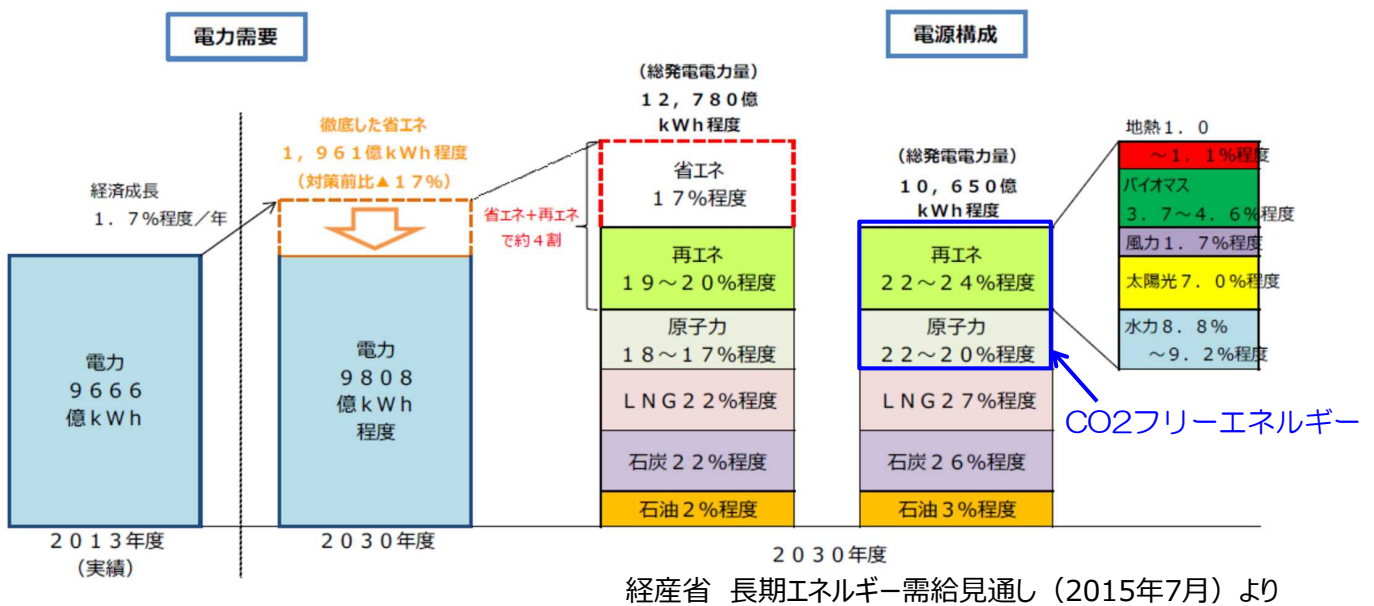 電力需要
電源構成
経済成長
1.7%程度/年
徹底した省エネ
1,961億kWh程度
(対策前比▲17%)
電力
9666
億kWh
電力
9808
億kWh
程度
2013年度
(実績)
2030年度
(総発電電力量)
12,780億
kWh程度
省エネ
17%程度
省エネ+再エネ
で約4割
再エネ
19~20%程度
原子力
18~17%程度
LNG22%程度
石炭22%程度
石油2%程度
(総発電電力量)
10,650億
kWh程度
再エネ
22~24%程度
原子力
22~20%程度
LNG27%程度
石炭26%程度
石油3%程度
2030年度
地熱1.0
~1.1%程度
バイオマス
3.7~4.6%程度
風力1.7%程度
太陽光7.0%程度
水力8.8%
~9.2%程度
CO2フリーエネルギー
経産省 長期エネルギー需給見通し(2015年7月)より